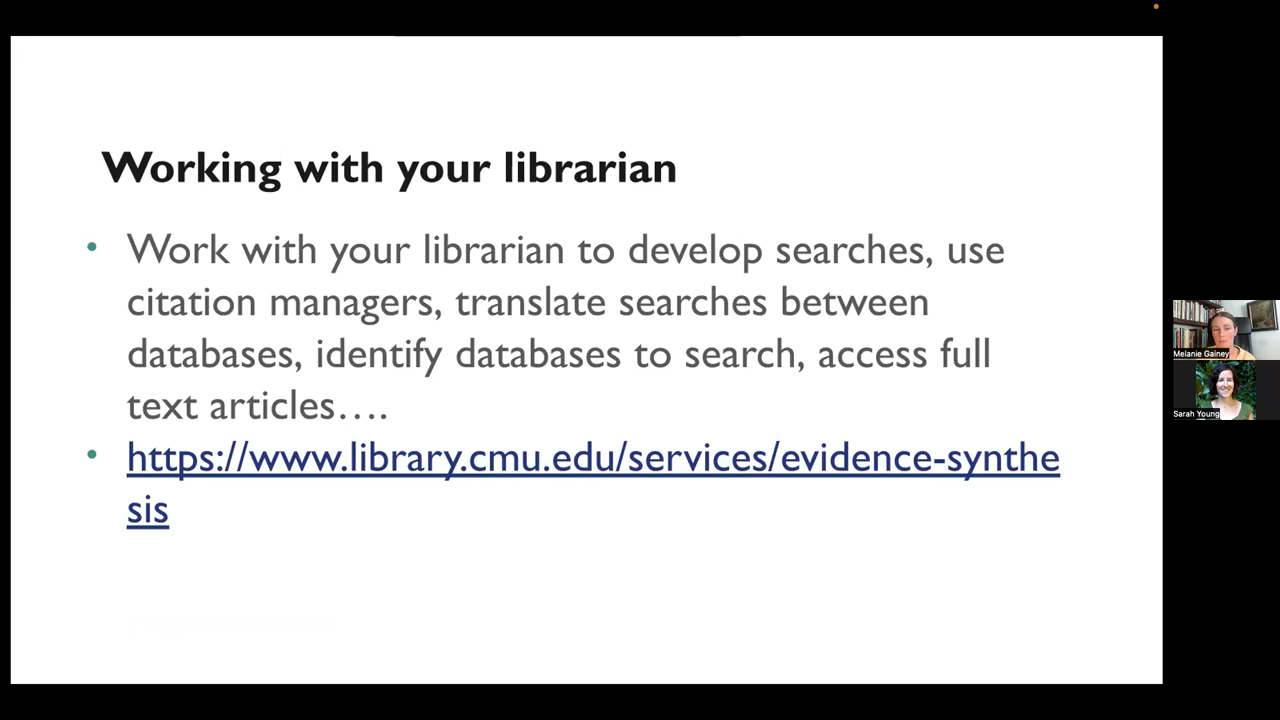 Working with your librarian
• Work with your librarian to develop searches, use
citation managers, translate searches between
databases, identify databases to search, access full
text articles….
• https://www.library.cmu.edu/services/evidence-synthe
sis
Melanie Gainey
Sarah Young